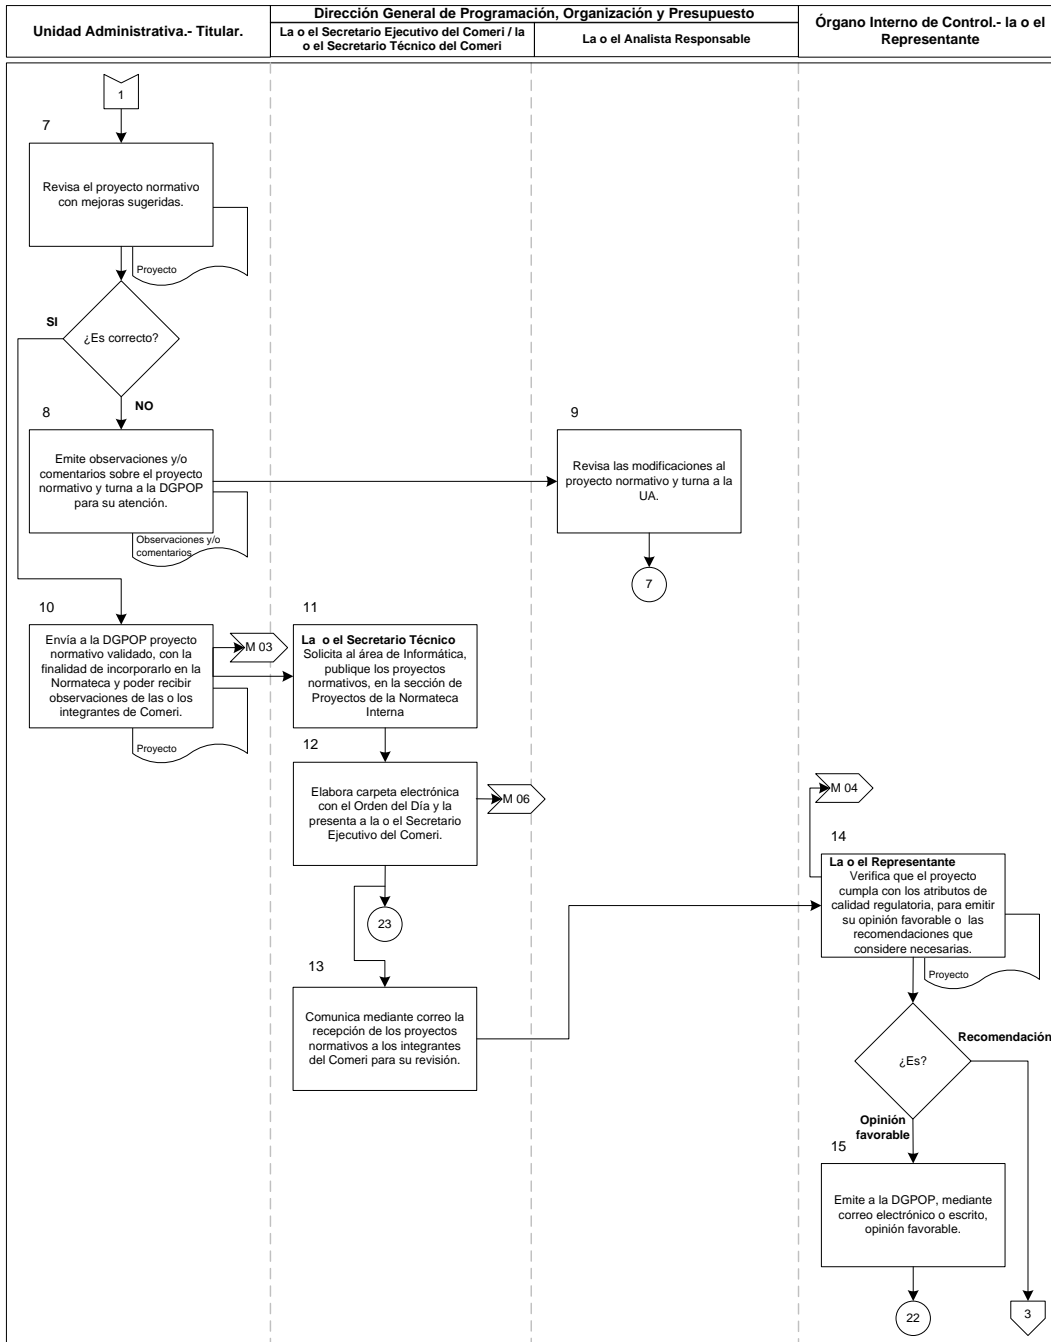 Unidad Administrativa.- Titular.
Dirección General de Programación, Organización y Presupuesto
La o el Secretario Ejecutivo del Comeri / la
o el Secretario Técnico del Comeri
La o el Analista Responsable
Órgano Interno de Control.- la o el
Representante
1
7
Revisa el proyecto normativo
con mejoras sugeridas.
Proyecto
¿Es correcto?
SI
NO
8
Emite observaciones y/o
comentarios sobre el proyecto
normativo y turna a la DGPOP
para su atención.
Observaciones y/o
comentarios
9
Revisa las modificaciones al
proyecto normativo y turna a la
UA.
7
10
Envía a la DGPOP proyecto
normativo validado, con la
finalidad de incorporarlo en la
Normateca y poder recibir
observaciones de las o los
integrantes de Comeri.
Proyecto
M 03
11
La o el Secretario Técnico
Solicita al área de Informática,
publique los proyectos
normativos, en la sección de
Proyectos de la Normateca
Interna
12
Elabora carpeta electrónica
con el Orden del Día y la
presenta a la o el Secretario
Ejecutivo del Comeri.
M 06
23
13
Comunica mediante correo la
recepción de los proyectos
normativos a los integrantes
del Comeri para su revisión.
M 04
14
La o el Representante
Verifica que el proyecto
cumpla con los atributos de
calidad regulatoria, para emitir
su opinión favorable o las
recomendaciones que
considere necesarias.
Proyecto
¿Es?
Recomendación
Opinión
favorable
15
Emite a la DGPOP, mediante
correo electrónico o escrito,
opinión favorable.
22
3